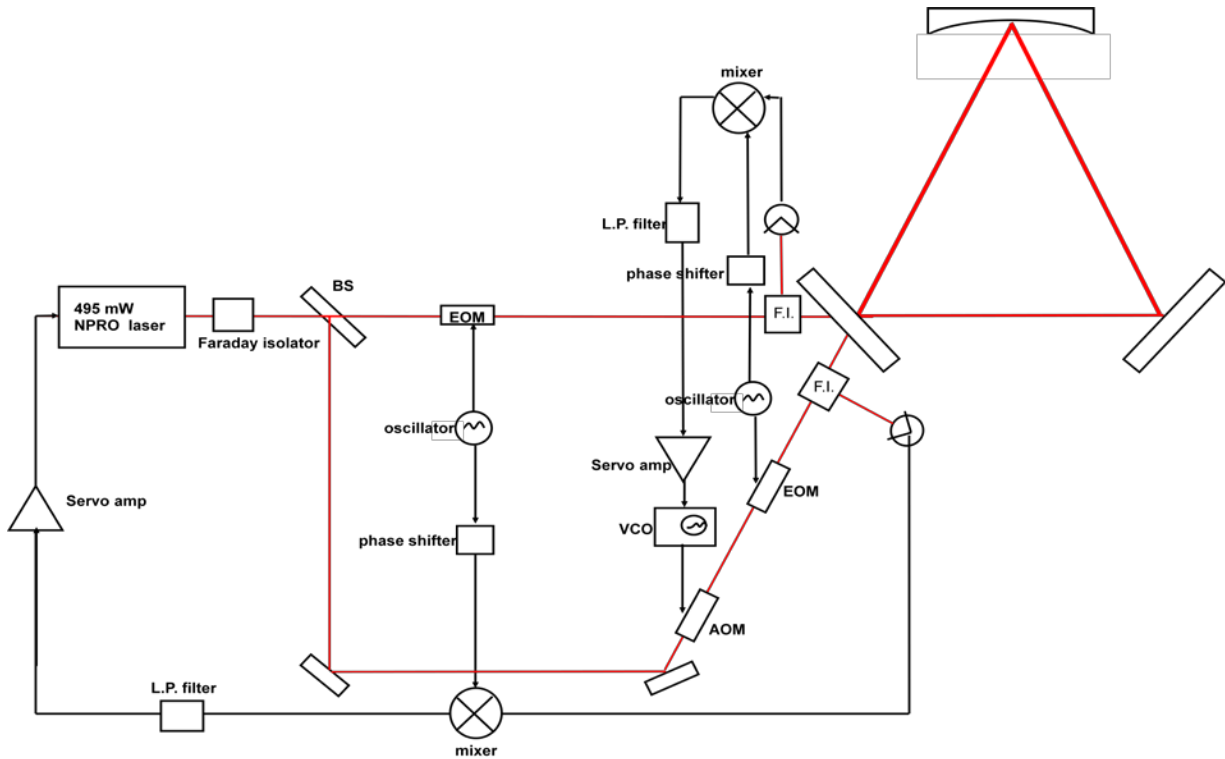 mixer
L.P. filter
phase shifter
BS
495 mW
NPRO laser
Faraday isolator
EOM
F.I.
F.I.
oscillator
oscillator
Servo amp
EOM
Servo amp
VCO
phase shifter
AOM
L.P. filter
mixer